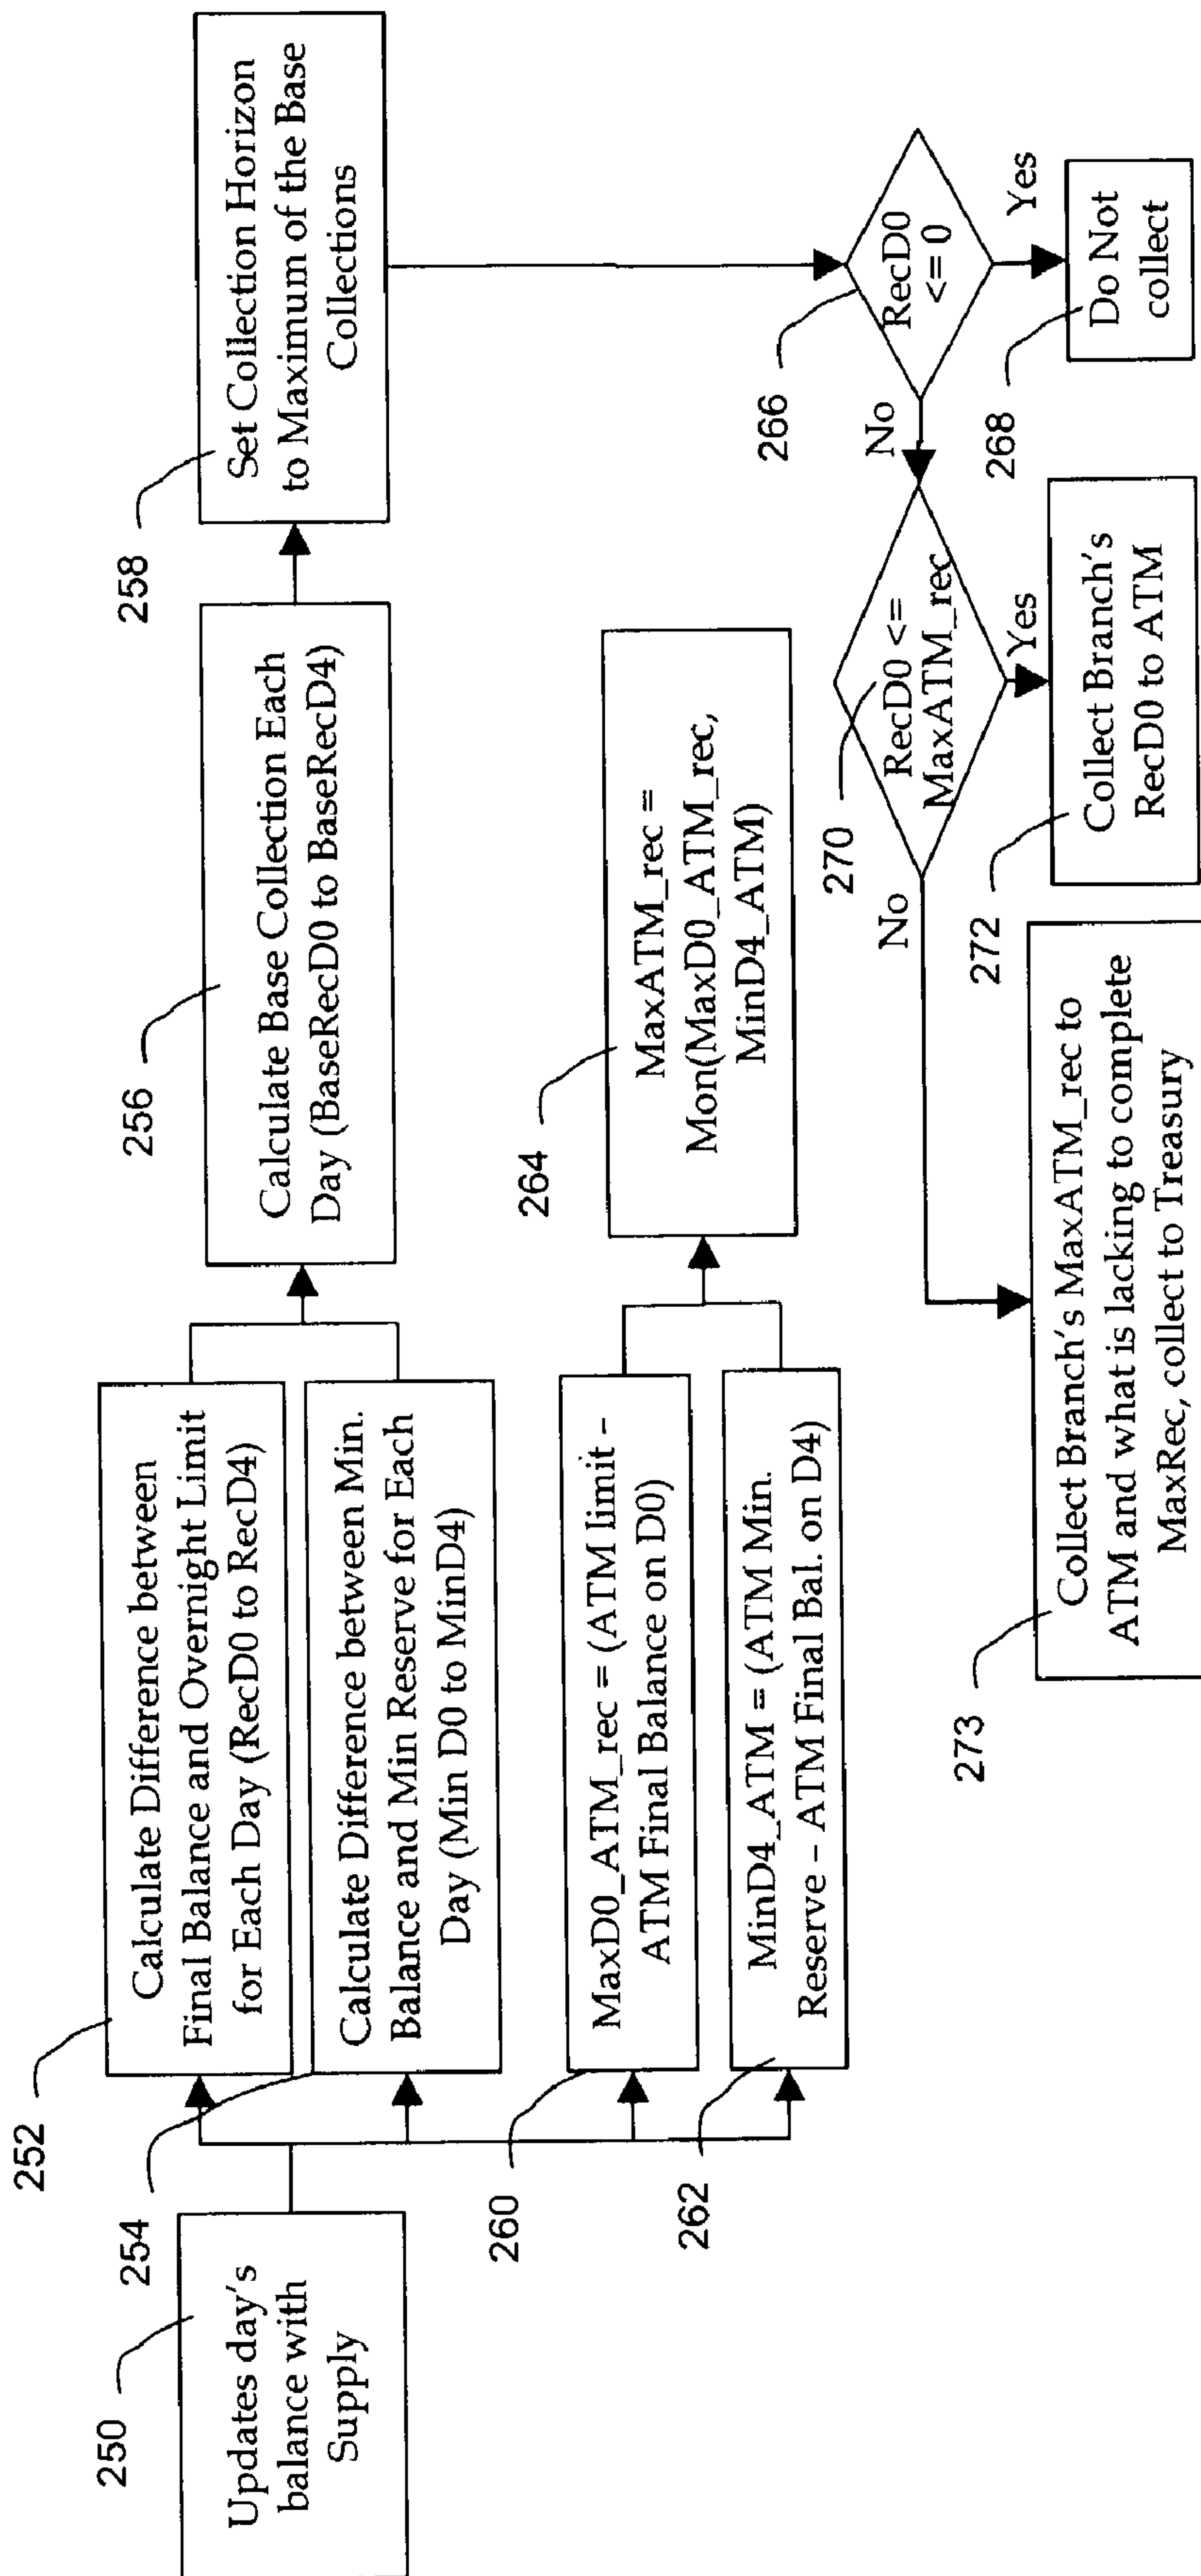 250
Updates day's
balance with
Supply
252
Calculate Difference between
Final Balance and Overnight Limit
for Each Day (RecD0 to RecD4)
254
Calculate Difference between Min.
Balance and Min Reserve for Each
Day (Min D0 to MinD4)
256
Calculate Base Collection Each
Day (BaseRecD0 to BaseRecD4)
258
Set Collection Horizon
to Maximum of the Base
Collections
260
MaxD0_ATM_rec = (ATM limit –
ATM Final Balance on D0)
262
MinD4_ATM = (ATM Min.
Reserve – ATM Final Bal. on D4)
264
MaxATM_rec =
Mon(MaxD0_ATM_rec,
MinD4_ATM)
266
RecD0
<= 0
Yes
268
Do Not
collect
No
270
RecD0 <=
MaxATM_rec
Yes
272
Collect Branch's
RecD0 to ATM
No
273
Collect Branch's MaxATM_rec to
ATM and what is lacking to complete
MaxRec, collect to Treasury